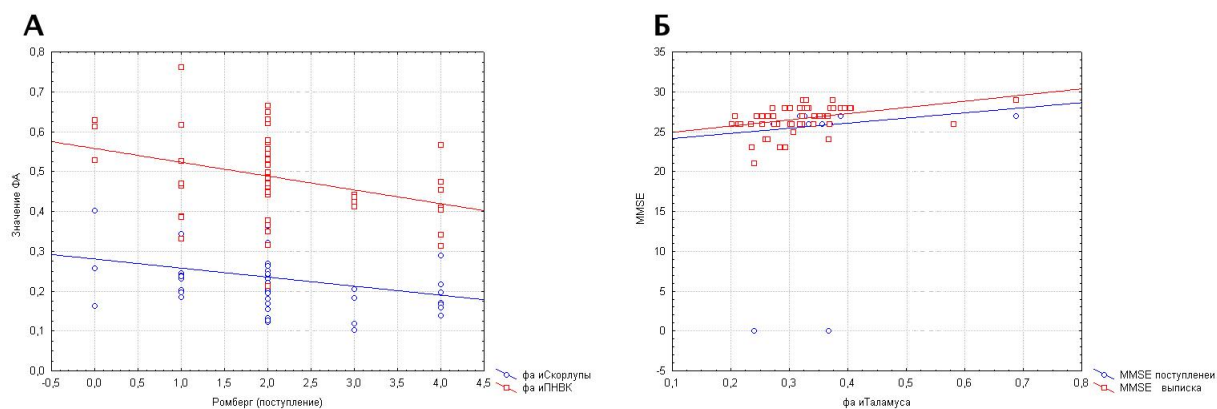 А
Б
0,8
0,7
0,6
0,5
0,4
0,3
0,2
0,1
0,0
Значение ФА
-0,5 0,0 0,5 1,0 1,5 2,0 2,5 3,0 3,5 4,0 4,5
Ромберг (поступление)
фа иСкорлупы
фа иПНВК
35
30
25
20
15
10
5
0
-5
MMSE
0,1 0,2 0,3 0,4 0,5 0,6 0,7 0,8
фа иТаламуса
MMSE поступленеи
MMSE выписка